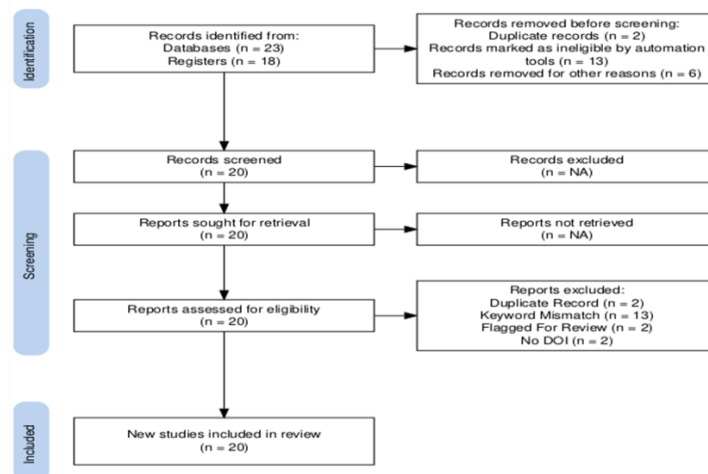 Identification
Records identified from:
Databases (n = 23)
Registers (n = 18)
Records removed before screening:
Duplicate records (n = 2)
Records marked as ineligible by automation
tools (n = 13)
Records removed for other reasons (n = 6)
Screening
Records screened
(n = 20)
Records excluded
(n = NA)
Reports sought for retrieval
(n = 20)
Reports not retrieved
(n = NA)
Reports assessed for eligibility
(n = 20)
Reports excluded:
Duplicate Record (n = 2)
Keyword Mismatch (n = 13)
Flagged For Review (n = 2)
No DOI (n = 2)
Included
New studies included in review
(n = 20)